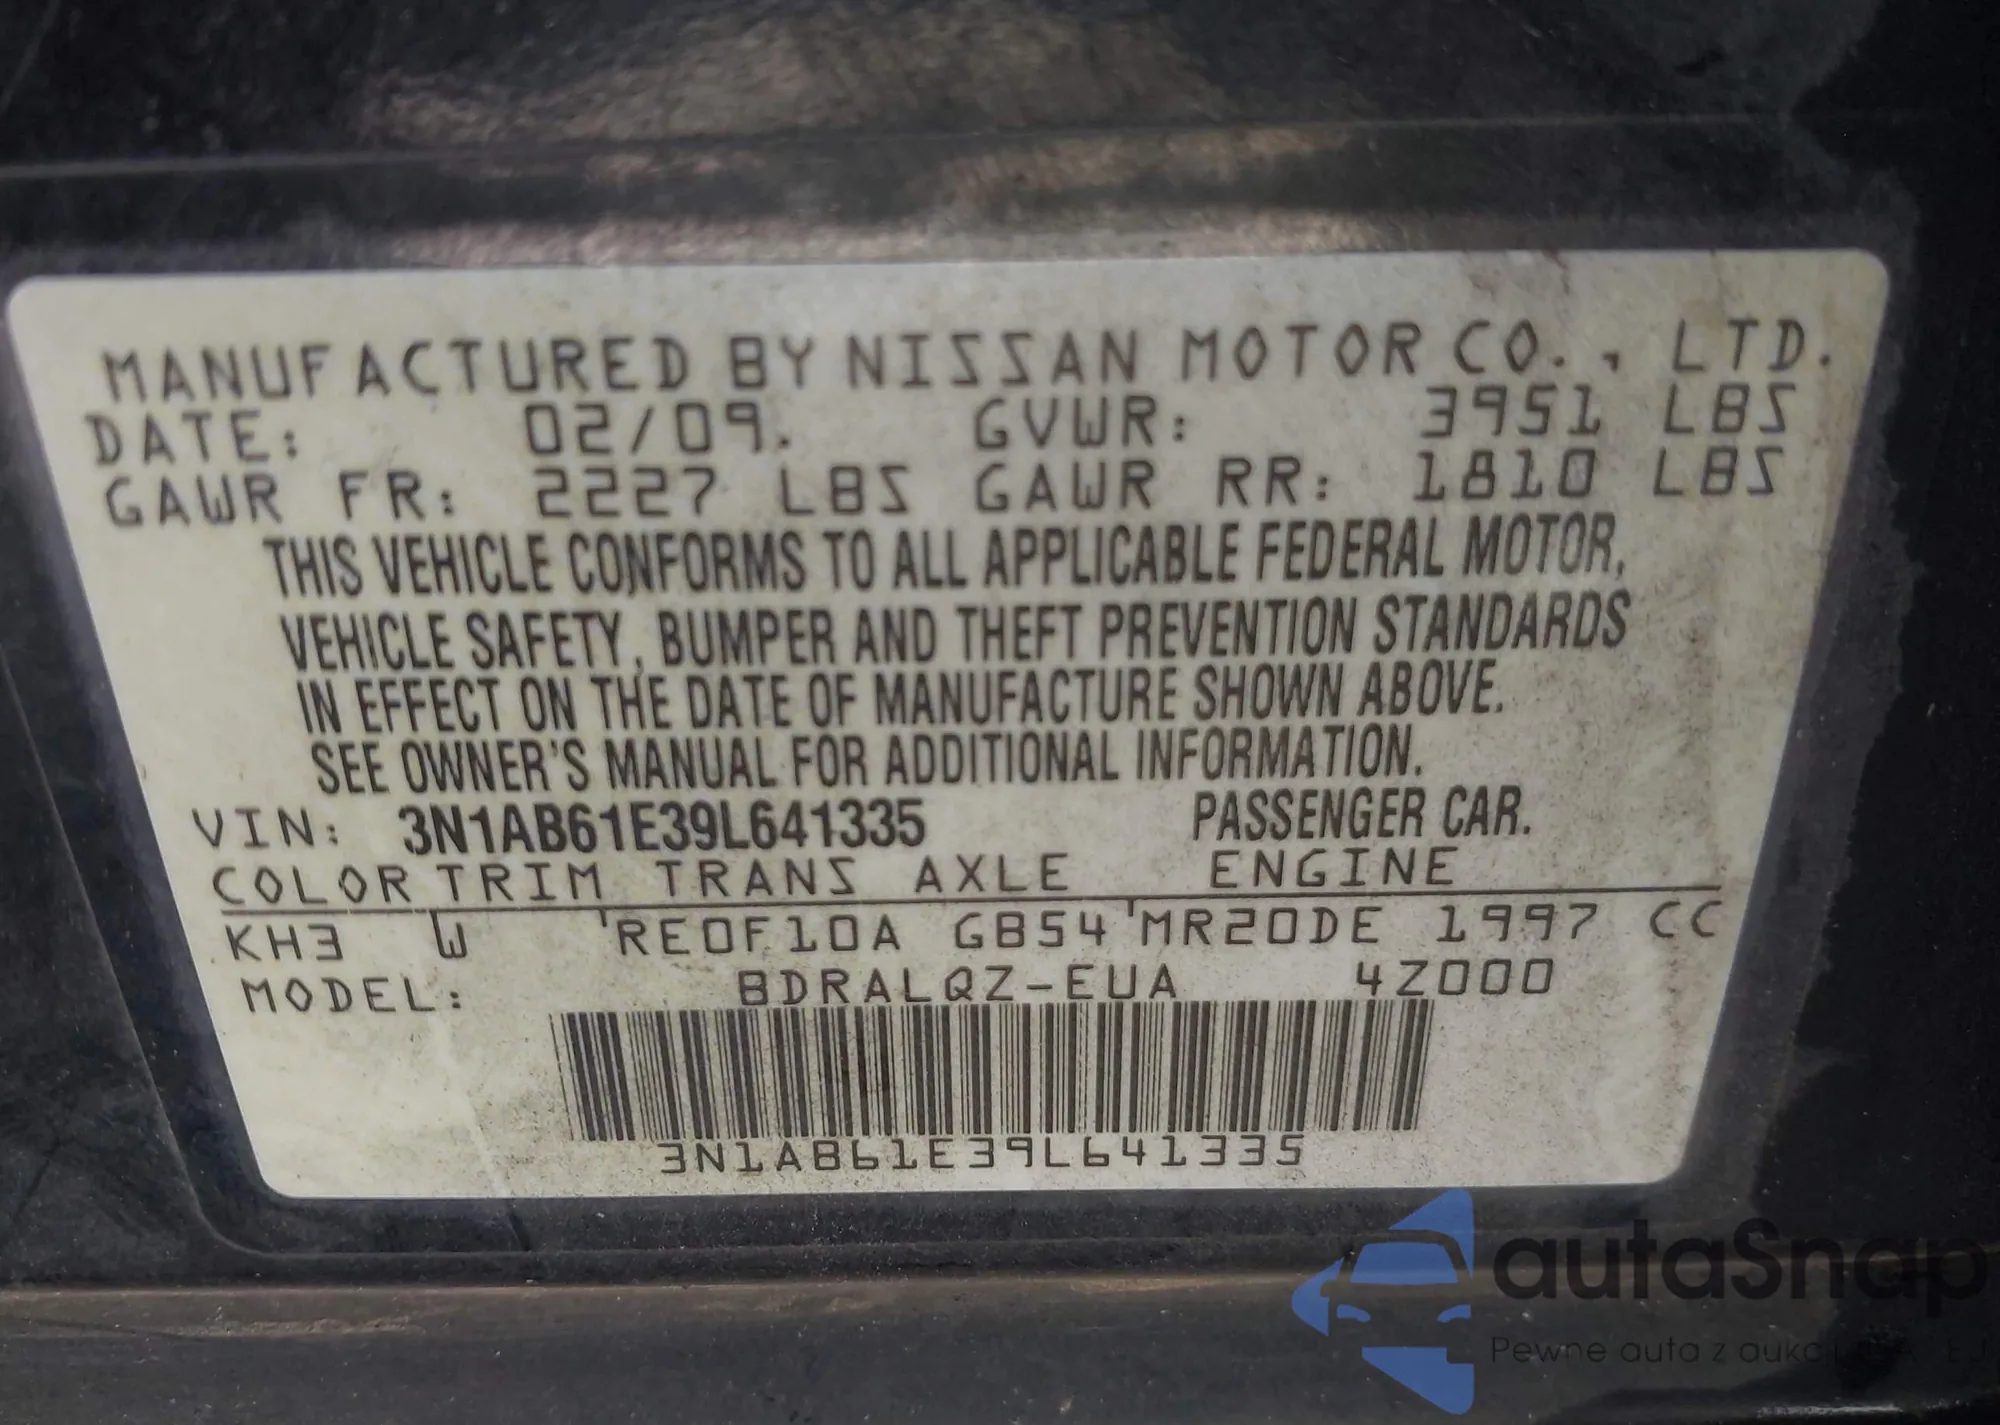 MANUFACTURED BY NISSAN MOTOR CO., LTD.
DATE: 02/09. GVWR: 3951 LBS
GAWR FR: 2227 LBS GAWR RR: 1810 LBS
THIS VEHICLE CONFORMS TO ALL APPLICABLE FEDERAL MOTOR,
VEHICLE SAFETY, BUMPER AND THEFT PREVENTION STANDARDS
IN EFFECT ON THE DATE OF MANUFACTURE SHOWN ABOVE.
SEE OWNER'S MANUAL FOR ADDITIONAL INFORMATION.
VIN: 3N1AB61E39L641335 PASSENGER CAR.
COLOR TRIM TRANS AXLE ENGINE
KH3 W 'RE0F10A GB54 'MR20DE 1997 CC
MODEL: BDRALQZ-EUA 4Z000
3N1AB61E39L641335
autaSnap
Pewne auta z